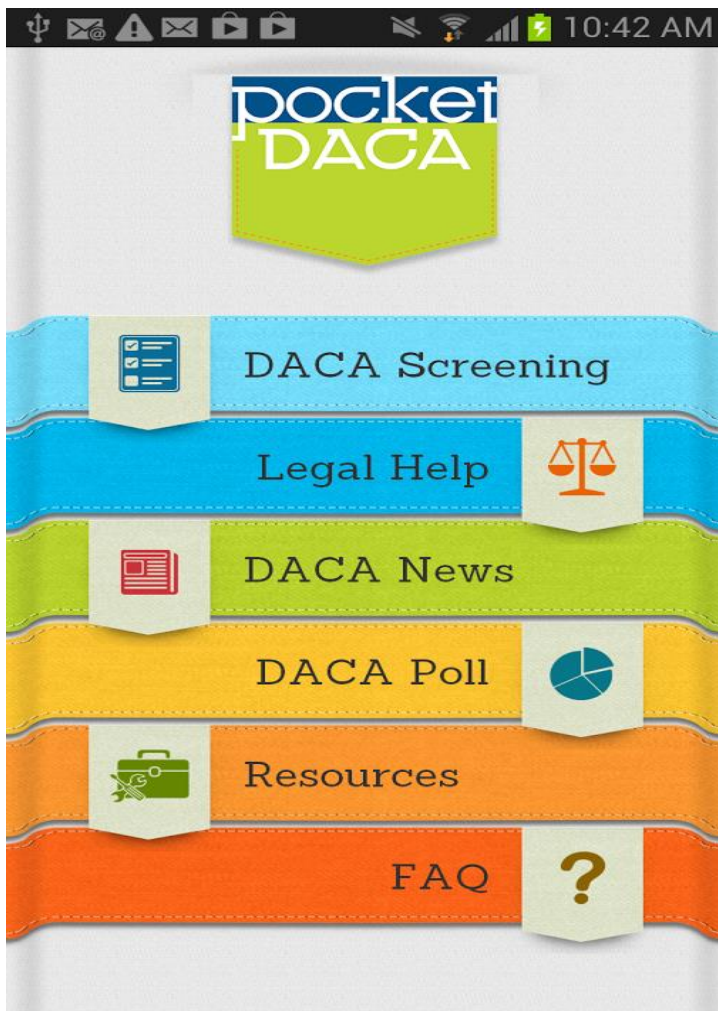 10:42 AM
pocket
DACA
DACA Screening
Legal Help
DACA News
DACA Poll
Resources
FAQ
?